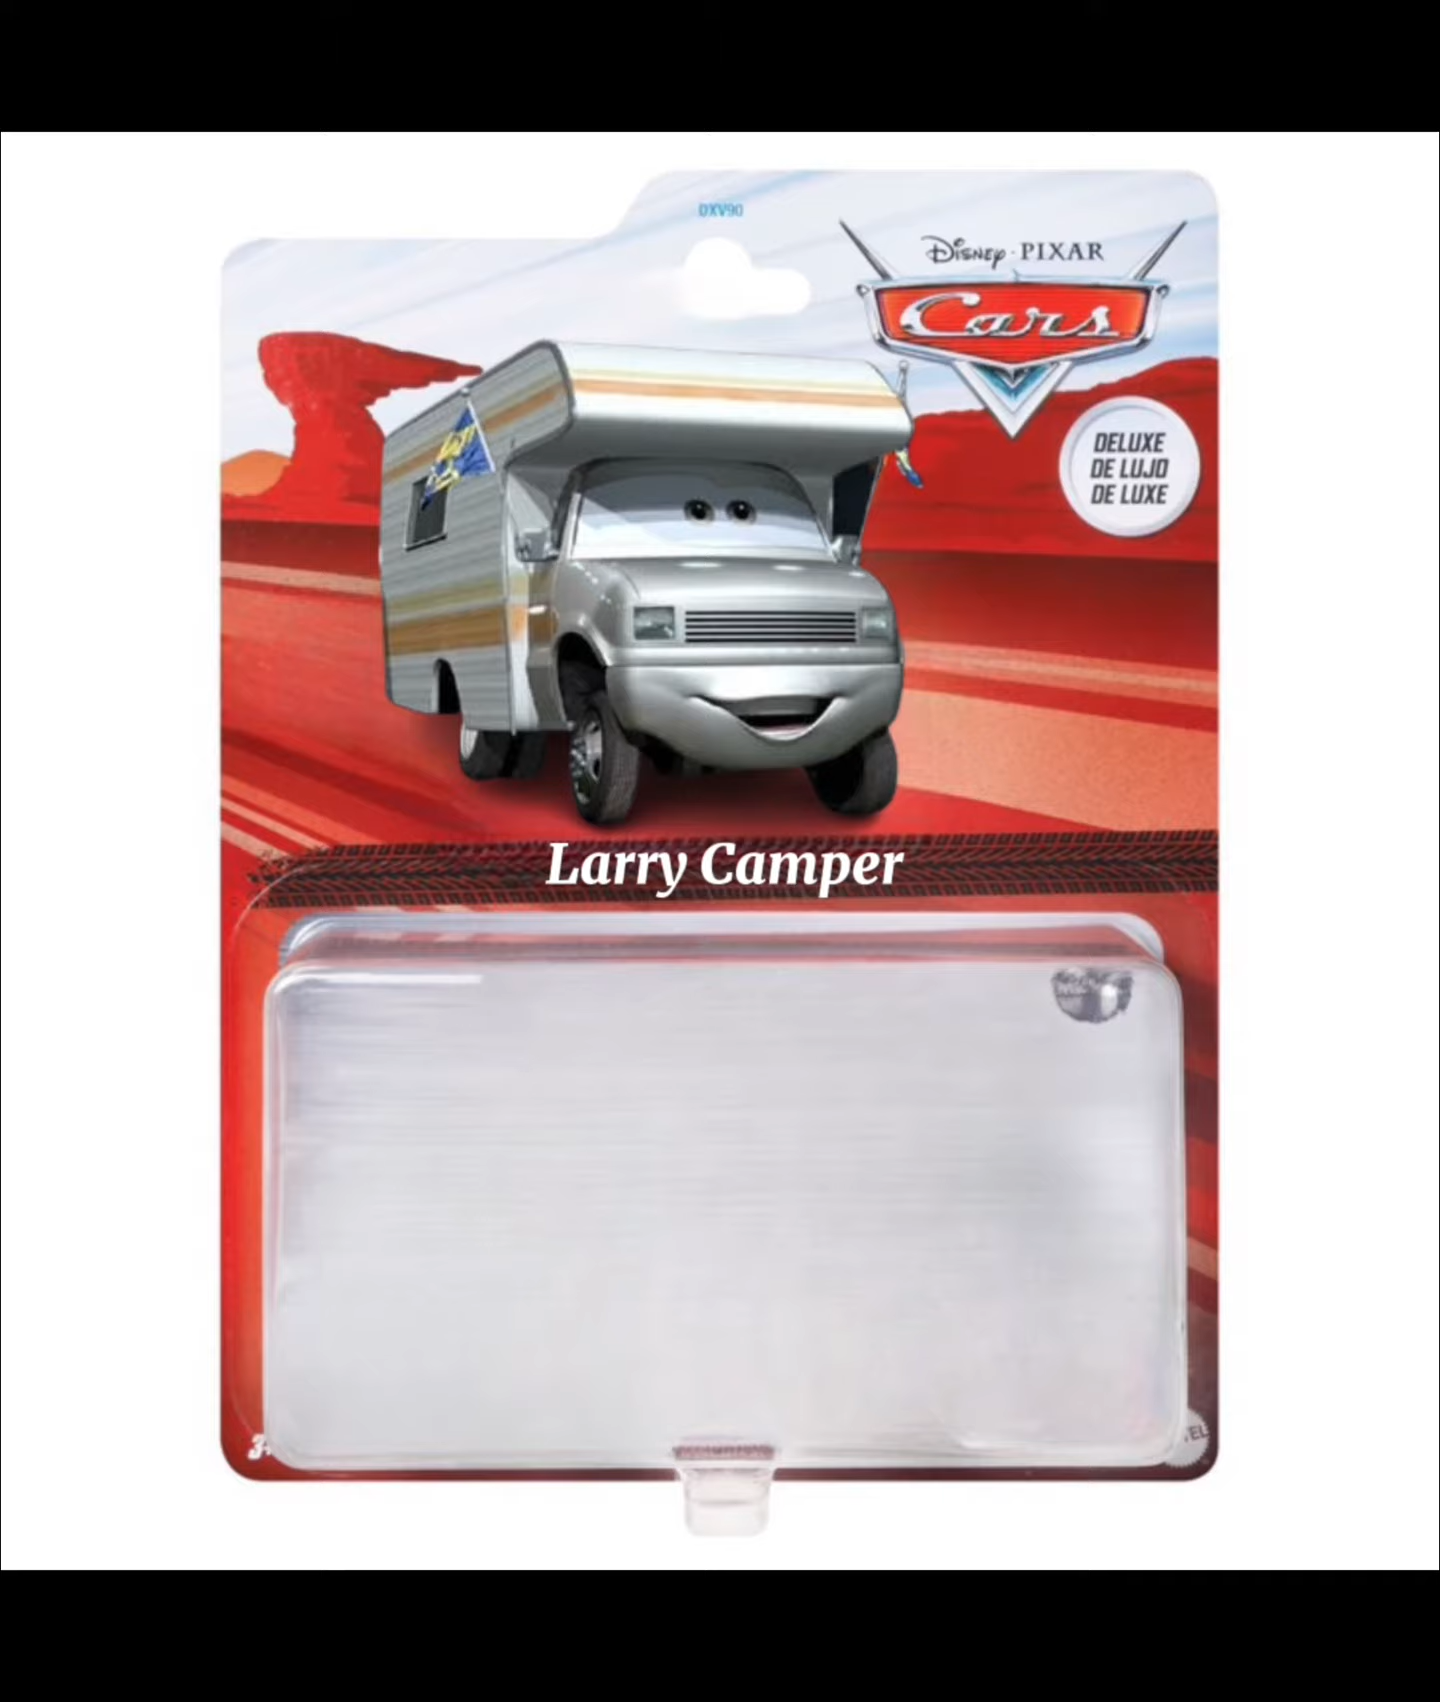 DXV90
Disney · PIXAR
Cars
DELUXE
DE LUJO
DE LUXE
Larry Camper